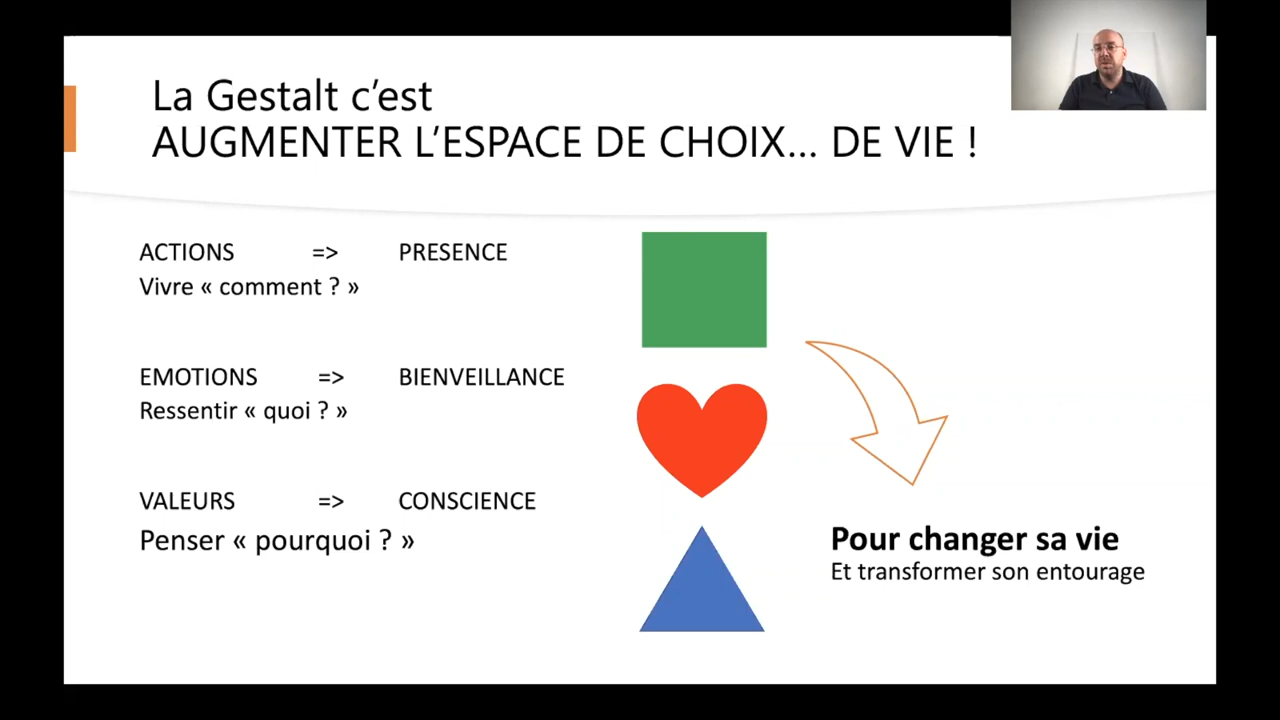 La Gestalt c’est
AUGMENTER L’ESPACE DE CHOIX… DE VIE !
ACTIONS => PRESENCE
Vivre « comment ? »
EMOTIONS => BIENVEILLANCE
Ressentir « quoi ? »
VALEURS => CONSCIENCE
Penser « pourquoi ? »
Pour changer sa vie
Et transformer son entourage